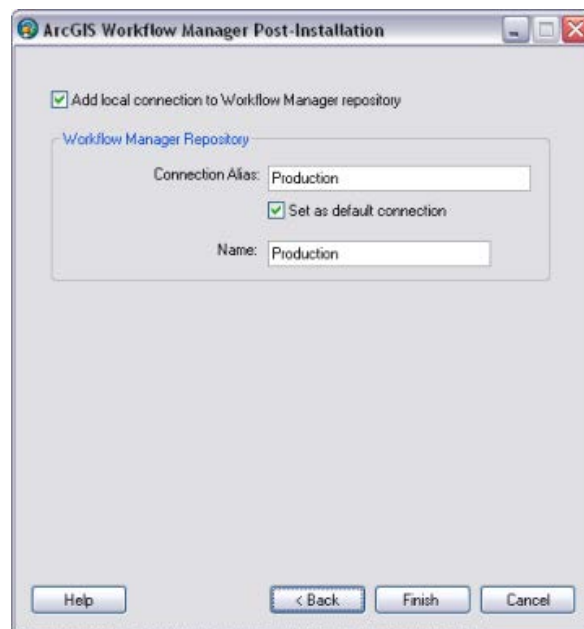 ArcGIS Workflow Manager Post-Installation
Add local connection to Workflow Manager repository
Workflow Manager Repository
Connection Alias: Production
Set as default connection
Name: Production
Help < Back Finish Cancel